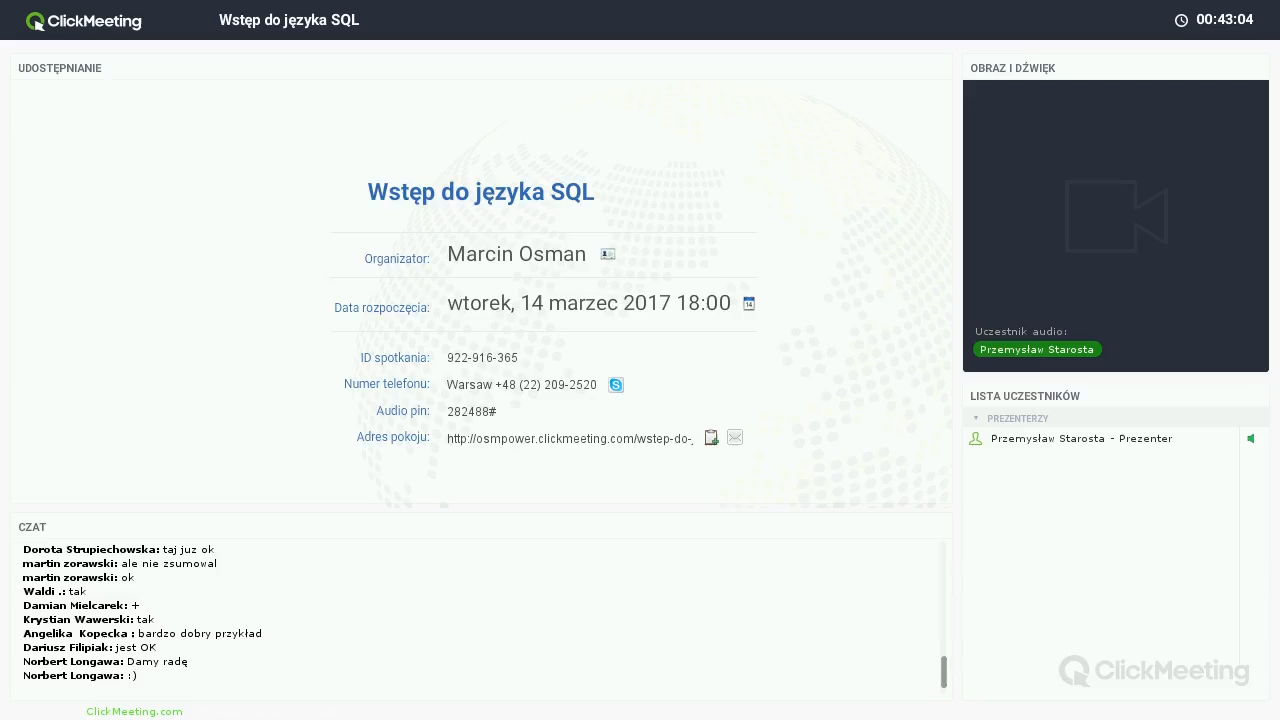 ClickMeeting
Wstęp do języka SQL
00:43:04
UDOSTĘPNIANIE
Wstęp do języka SQL
Organizator: Marcin Osman
Data rozpoczęcia: wtorek, 14 marzec 2017 18:00
14
ID spotkania: 922-916-365
Numer telefonu: Warsaw +48 (22) 209-2520
Audio pin: 282488#
Adres pokoju: http://osmpower.clickmeeting.com/wstep-do-
OBRAZ I DŹWIĘK
Uczestnik audio:
Przemysław Starosta
LISTA UCZESTNIKÓW
PREZENTERZY
Przemysław Starosta - Prezenter
ClickMeeting
CZAT
Dorota Strupiechowska: taj juz ok
martin zorawski: ale nie zsumowal
martin zorawski: ok
Waldi .: tak
Damian Mielcarek: +
Krystian Wawerski: tak
Angelika Kopecka : bardzo dobry przykład
Dariusz Filipiak: jest OK
Norbert Longawa: Damy radę
Norbert Longawa: :)
ClickMeeting.com